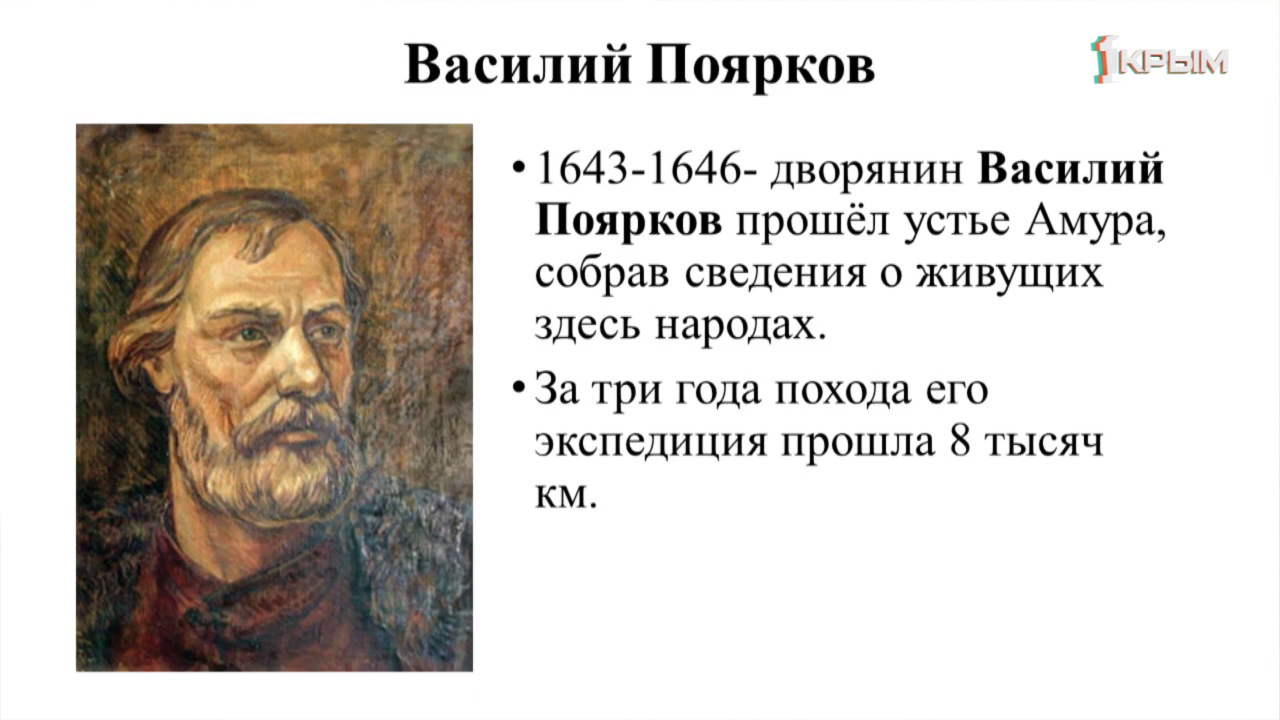 Василий Поярков
1КРЫМ
• 1643-1646- дворянин Василий
Поярков прошёл устье Амура,
собрав сведения о живущих
здесь народах.
• За три года похода его
экспедиция прошла 8 тысяч
км.